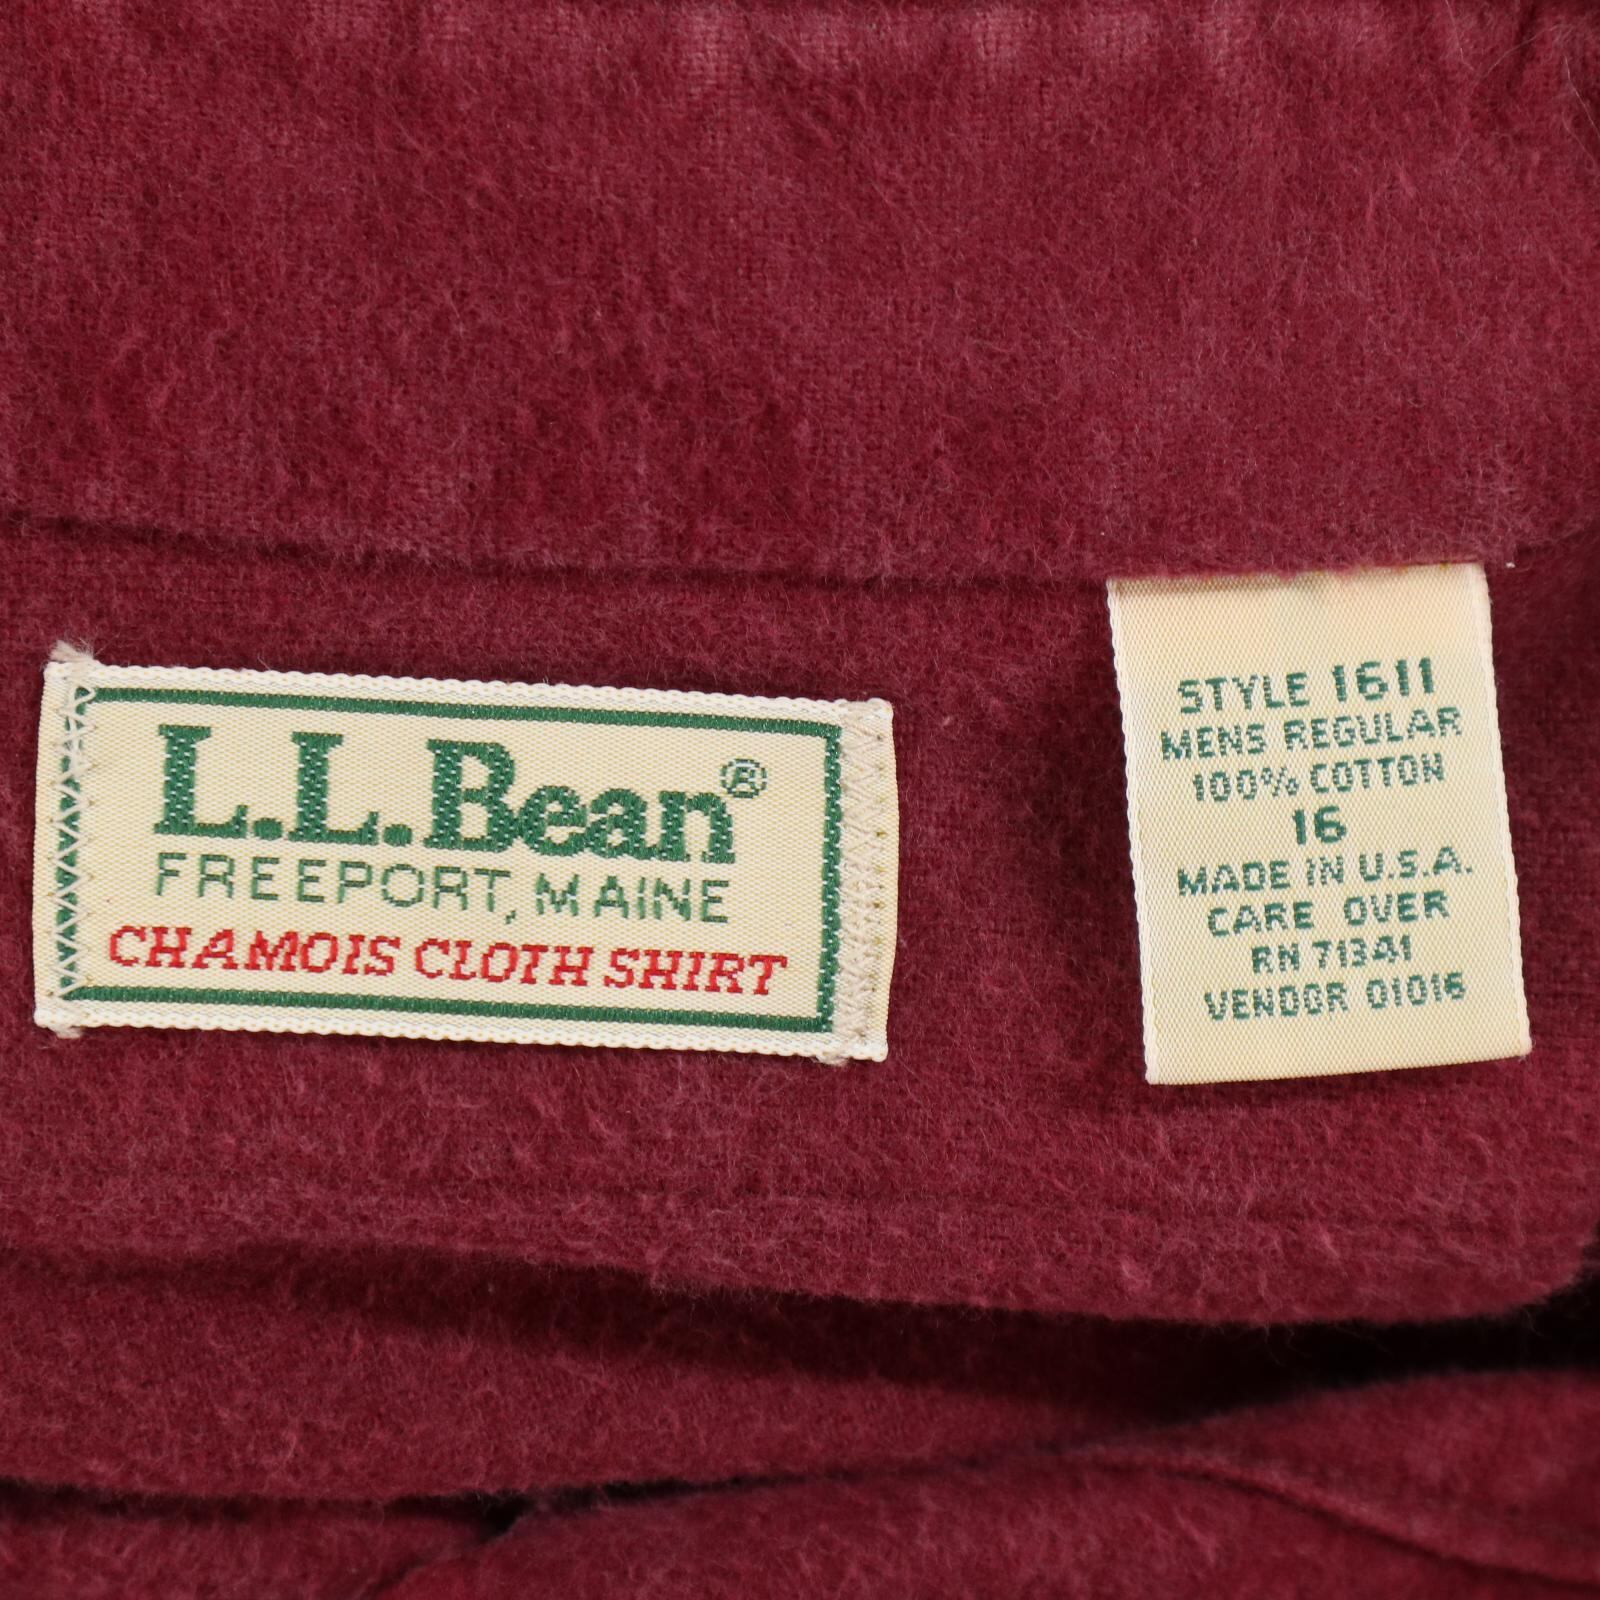 L.L.Bean®
FREEPORT, MAINE
CHAMOIS CLOTH SHIRT
STYLE 1611
MENS REGULAR
100% COTTON
16
MADE IN U.S.A.
CARE OVER
RN 71341
VENDOR 01016